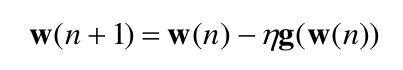 w(n + 1) = w(n) − ηg(w(n))